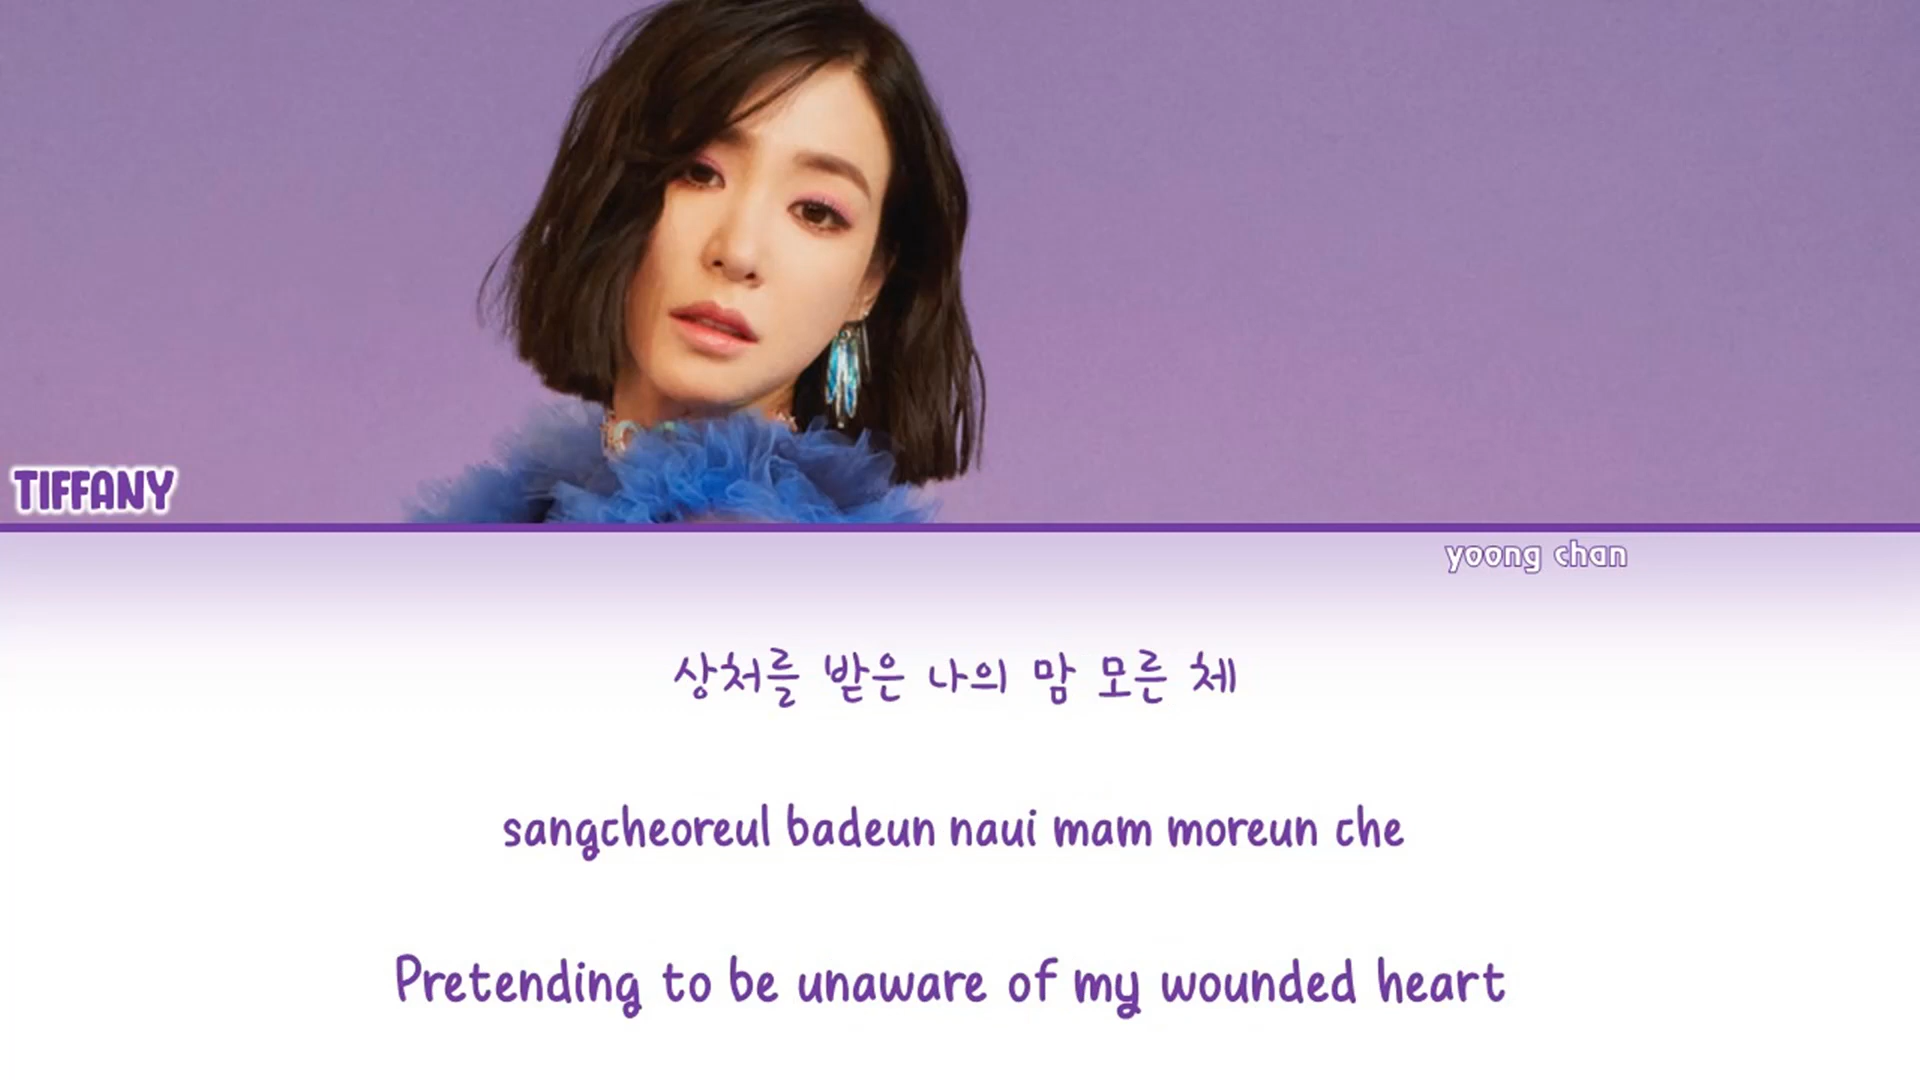 TIFFANY
yoong chan
상처를 받은 나의 맘 모른 체
sangcheoreul badeun naui mam moreun che
Pretending to be unaware of my wounded heart